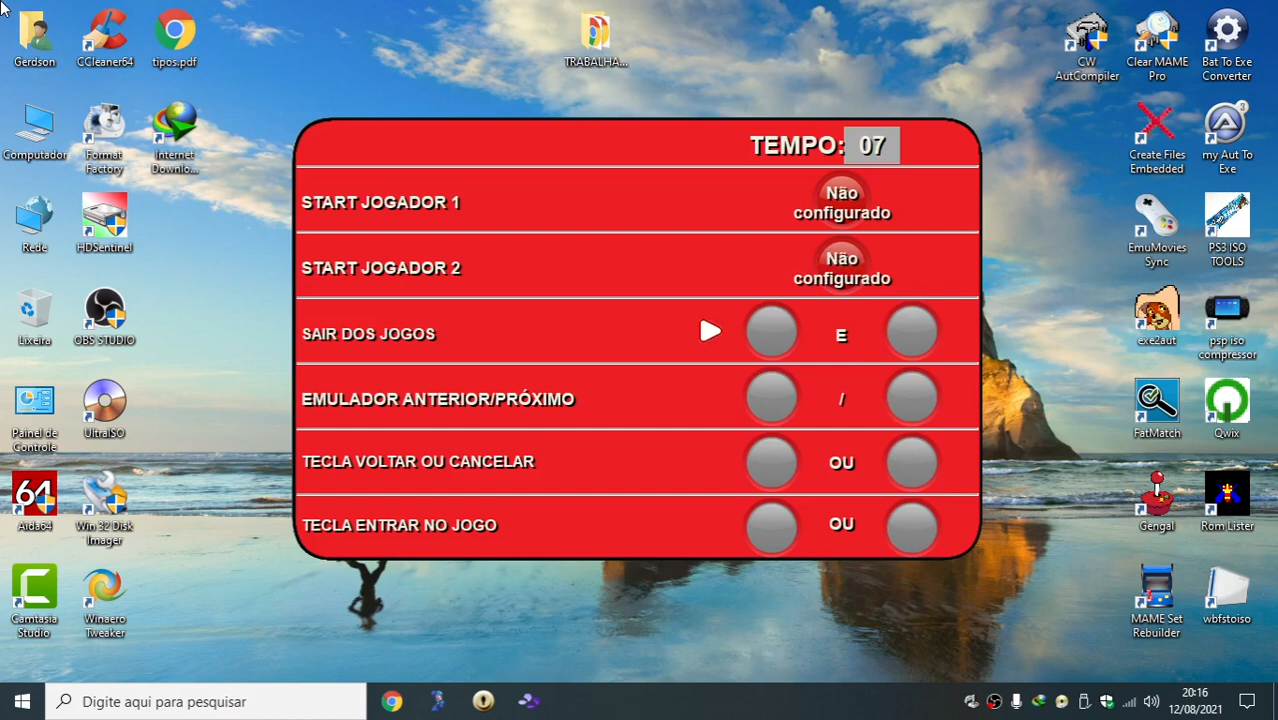 Gerdson
CCleaner64
tipos.pdf
TRABALHA...
CW
AutCompiler
Clear MAME
Pro
Bat To Exe
Converter
TEMPO: 07
Computador
Format
Factory
Internet
Downlo...
Create Files
Embedded
3
my Aut To
Exe
START JOGADOR 1
Não
configurado
Rede
HDSentinel
EmuMovies
Sync
PS3 ISO
TOOLS
START JOGADOR 2
Não
configurado
Lixeira
OBS STUDIO
SAIR DOS JOGOS
E
exe2aut
psp iso
compressor
EMULADOR ANTERIOR/PRÓXIMO
/
Painel de
Controle
UltraISO
FatMatch
Qwix
TECLA VOLTAR OU CANCELAR
OU
64
Aida64
Win 32 Disk
Imager
TECLA ENTRAR NO JOGO
OU
Gengal
Rom Lister
Camtasia
Studio
Winaero
Tweaker
MAME Set
Rebuilder
wbfstoiso
Digite aqui para pesquisar
20:16
12/08/2021